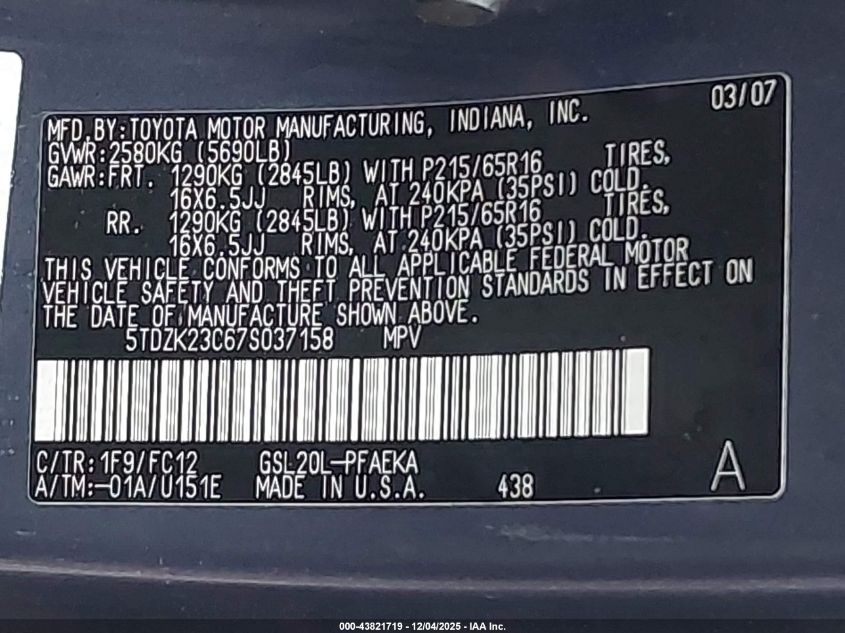 03/07
MFD.BY:TOYOTA MOTOR MANUFACTURING, INDIANA, INC.
GVWR:2580KG (5690LB)
GAWR:FRT. 1290KG (2845LB) WITH P215/65R16 TIRES,
16X6.5JJ RIMS, AT 240KPA (35PSI) COLD.
RR. 1290KG (2845LB) WITH P215/65R16 TIRES,
16X6.5JJ RIMS, AT 240KPA (35PSI) COLD.
THIS VEHICLE CONFORMS TO ALL APPLICABLE FEDERAL MOTOR
VEHICLE SAFETY AND THEFT PREVENTION STANDARDS IN EFFECT ON
THE DATE OF MANUFACTURE SHOWN ABOVE.
5TDZK23C67S037158 MPV
C/TR:1F9/FC12 GSL20L-PFAEKA
A/TM:-01A/U151E MADE IN U.S.A. 438 A
000-43821719 - 12/04/2025 - IAA Inc.